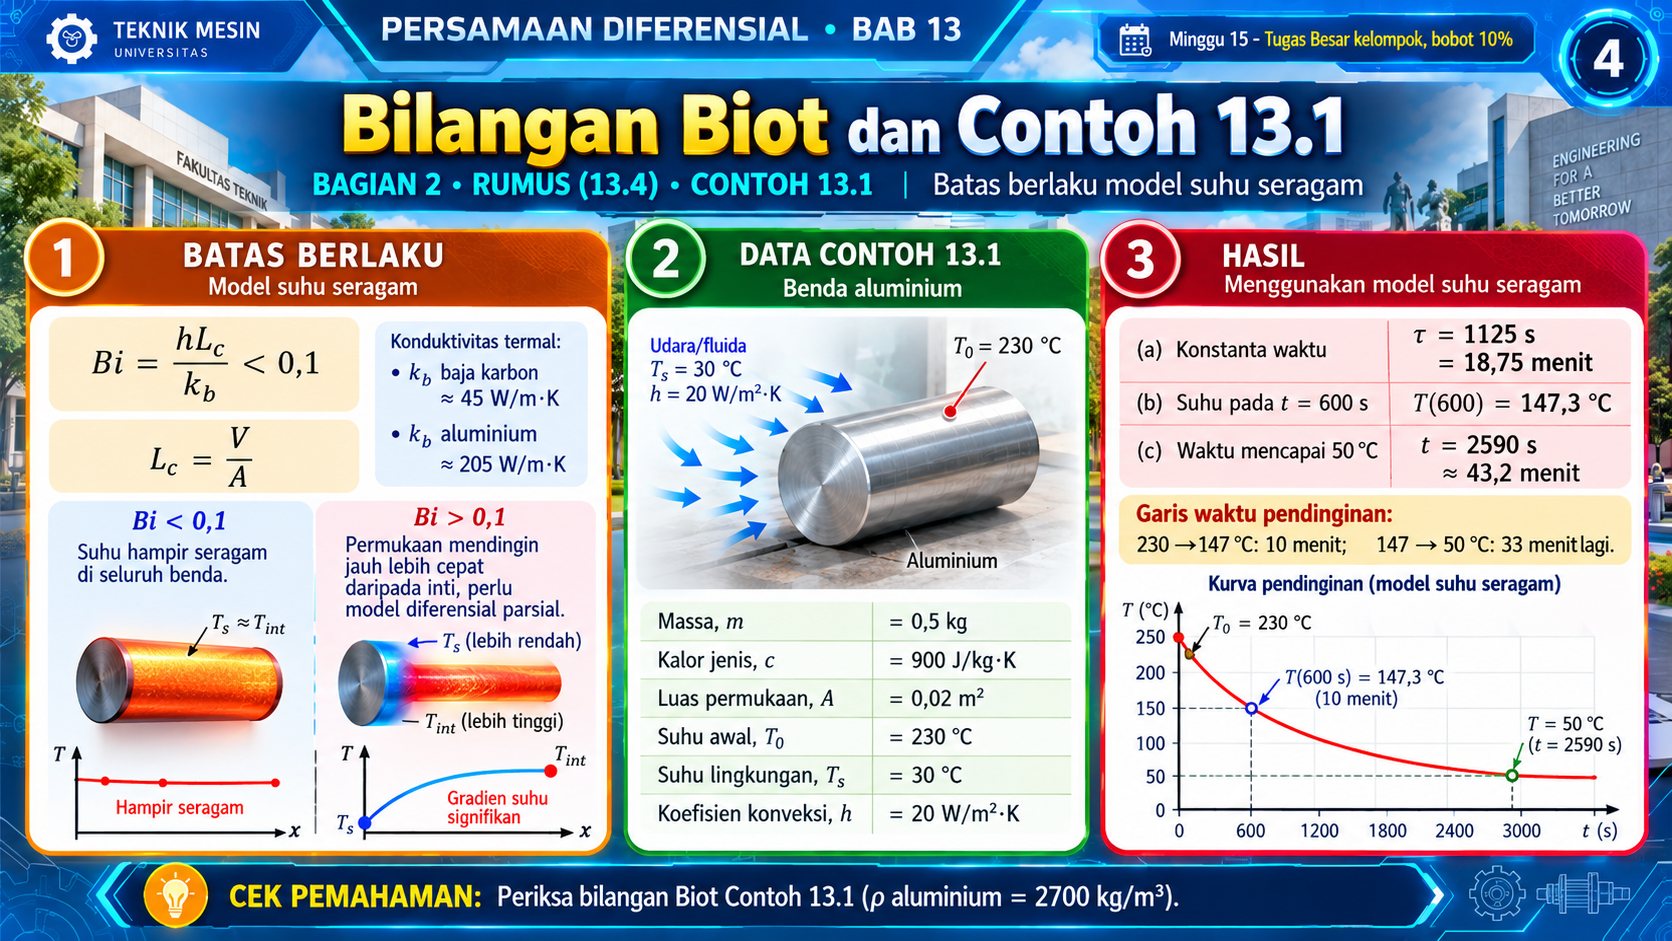 TEKNIK MESIN
UNIVERSITAS
PERSAMAAN DIFERENSIAL • BAB 13
Minggu 15 – Tugas Besar kelompok, bobot 10%
4
Bilangan Biot dan Contoh 13.1
BAGIAN 2 • RUMUS (13.4) • CONTOH 13.1 | Batas berlaku model suhu seragam
FAKULTAS TEKNIK
ENGINEERING
FOR A
BETTER
TOMORROW
1
BATAS BERLAKU
Model suhu seragam
Bi = hL_c / k_b < 0,1
L_c = V / A
Konduktivitas termal:
• k_b baja karbon
≈ 45 W/m·K
• k_b aluminium
≈ 205 W/m·K
Bi < 0,1
Suhu hampir seragam
di seluruh benda.
T_s ≈ T_int
T
Hampir seragam
x
Bi > 0,1
Permukaan mendingin
jauh lebih cepat
daripada inti, perlu
model diferensial parsial.
T_s (lebih rendah)
T_int (lebih tinggi)
T
T_int
Gradien suhu
signifikan
T_s
x
2
DATA CONTOH 13.1
Benda aluminium
Udara/fluida
T_s = 30 °C
h = 20 W/m²·K
T_0 = 230 °C
Aluminium
Massa, m = 0,5 kg
Kalor jenis, c = 900 J/kg·K
Luas permukaan, A = 0,02 m²
Suhu awal, T_0 = 230 °C
Suhu lingkungan, T_s = 30 °C
Koefisien konveksi, h = 20 W/m²·K
3
HASIL
Menggunakan model suhu seragam
(a) Konstanta waktu τ = 1125 s
= 18,75 menit
(b) Suhu pada t = 600 s T(600) = 147,3 °C
(c) Waktu mencapai 50 °C t = 2590 s
≈ 43,2 menit
Garis waktu pendinginan:
230 → 147 °C: 10 menit; 147 → 50 °C: 33 menit lagi.
Kurva pendinginan (model suhu seragam)
T (°C)
250
200
150
100
50
0
T_0 = 230 °C
T(600 s) = 147,3 °C
(10 menit)
T = 50 °C
(t = 2590 s)
0 600 1200 1800 2400 3000 t (s)
CEK PEMAHAMAN: Periksa bilangan Biot Contoh 13.1 (ρ aluminium = 2700 kg/m³).